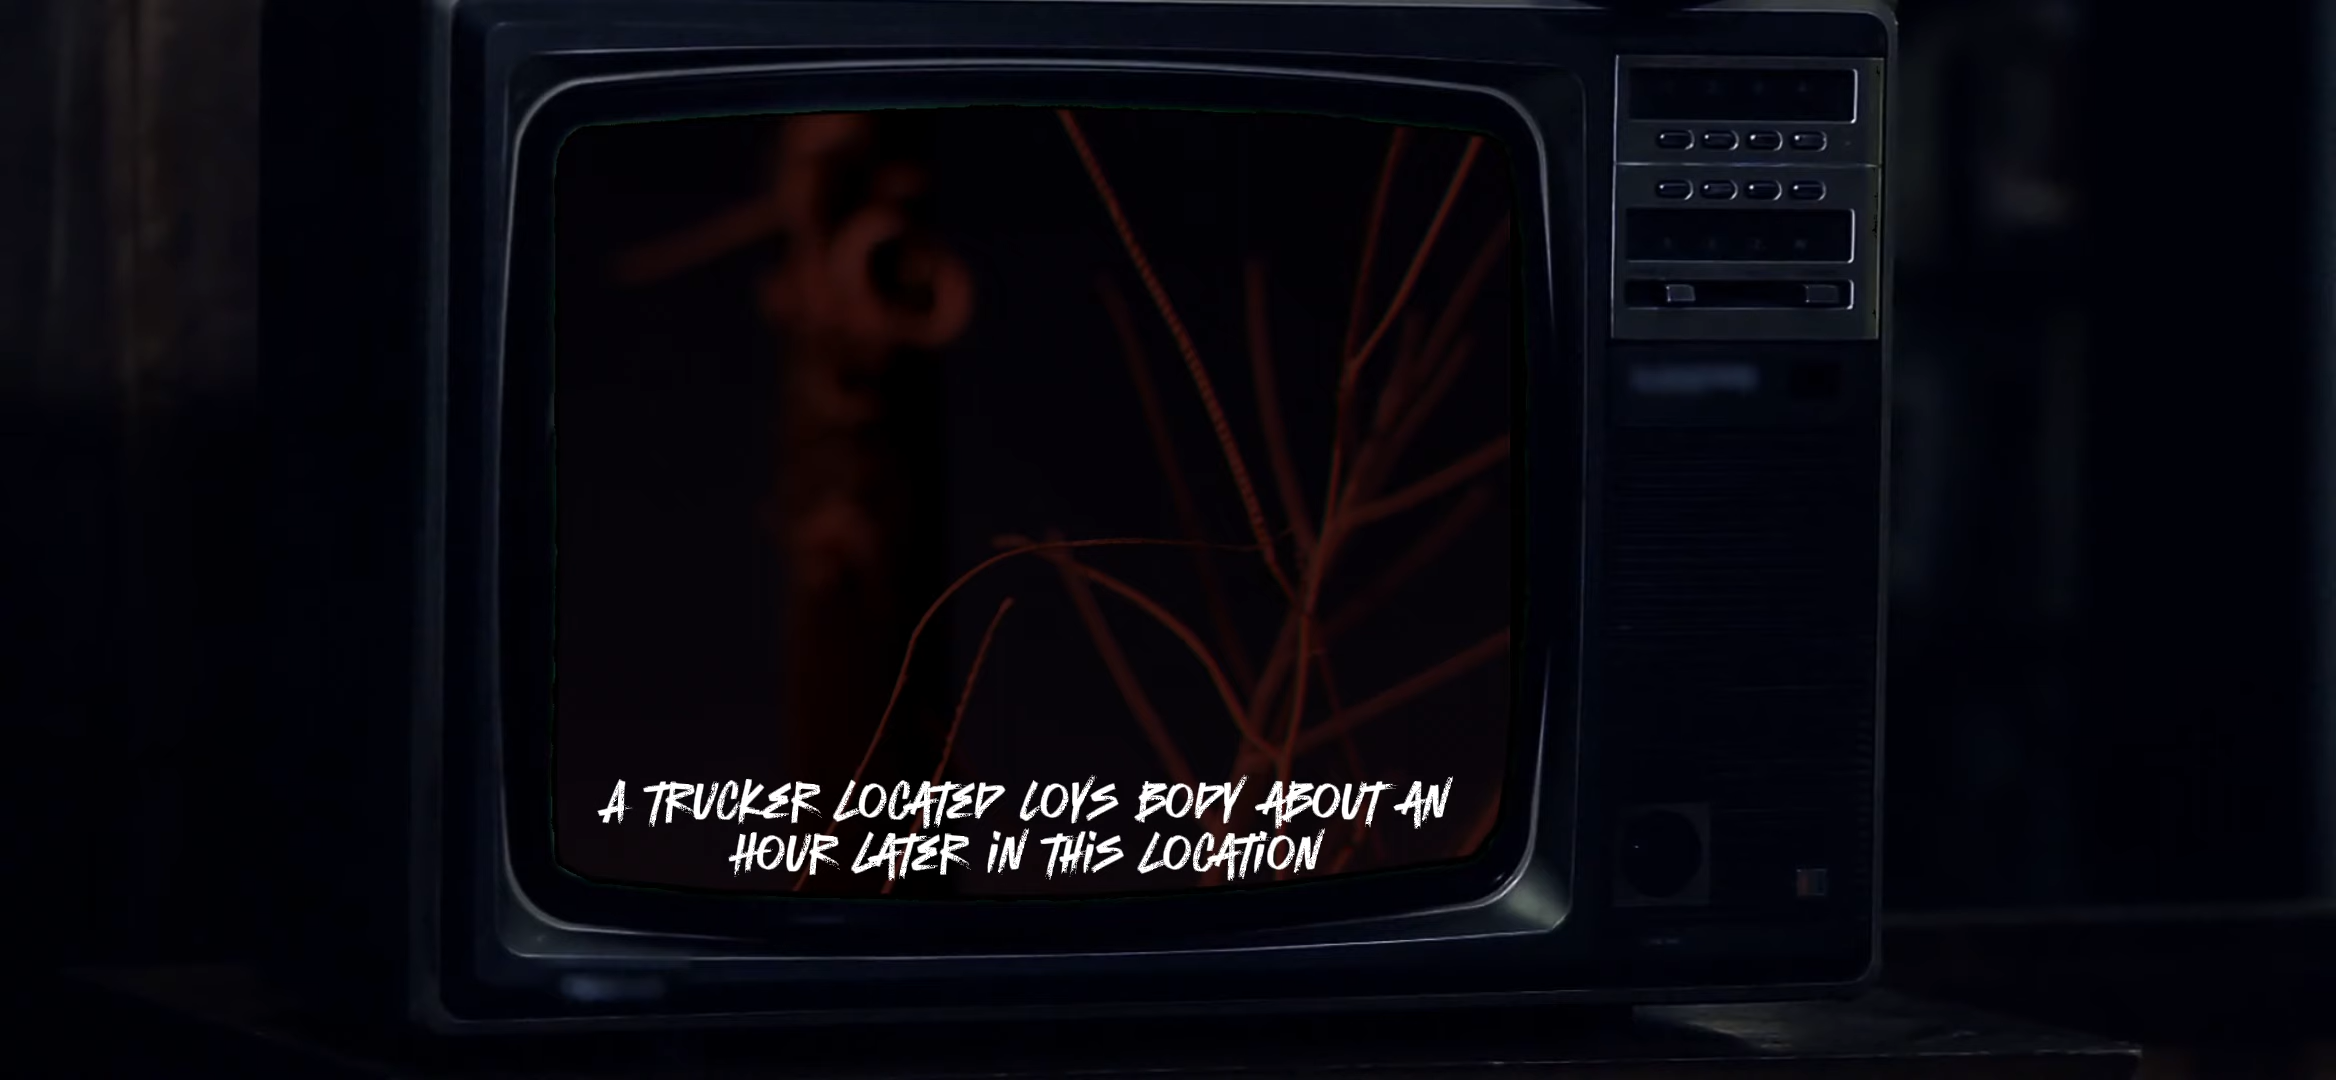 A TRUCKER LOCATED LOYS BODY ABOUT AN
HOUR LATER IN THIS LOCATION